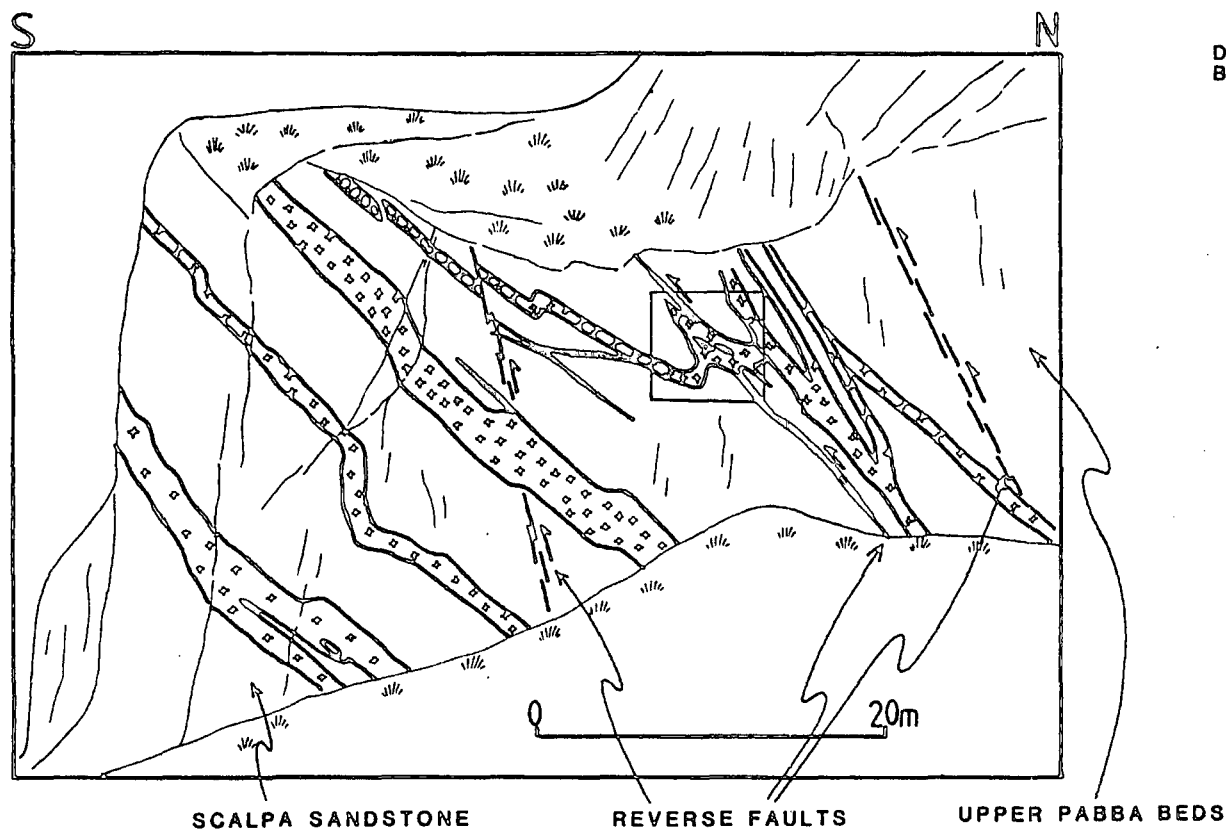 S N
D
B
0 20m
SCALPA SANDSTONE REVERSE FAULTS UPPER PABBA BEDS